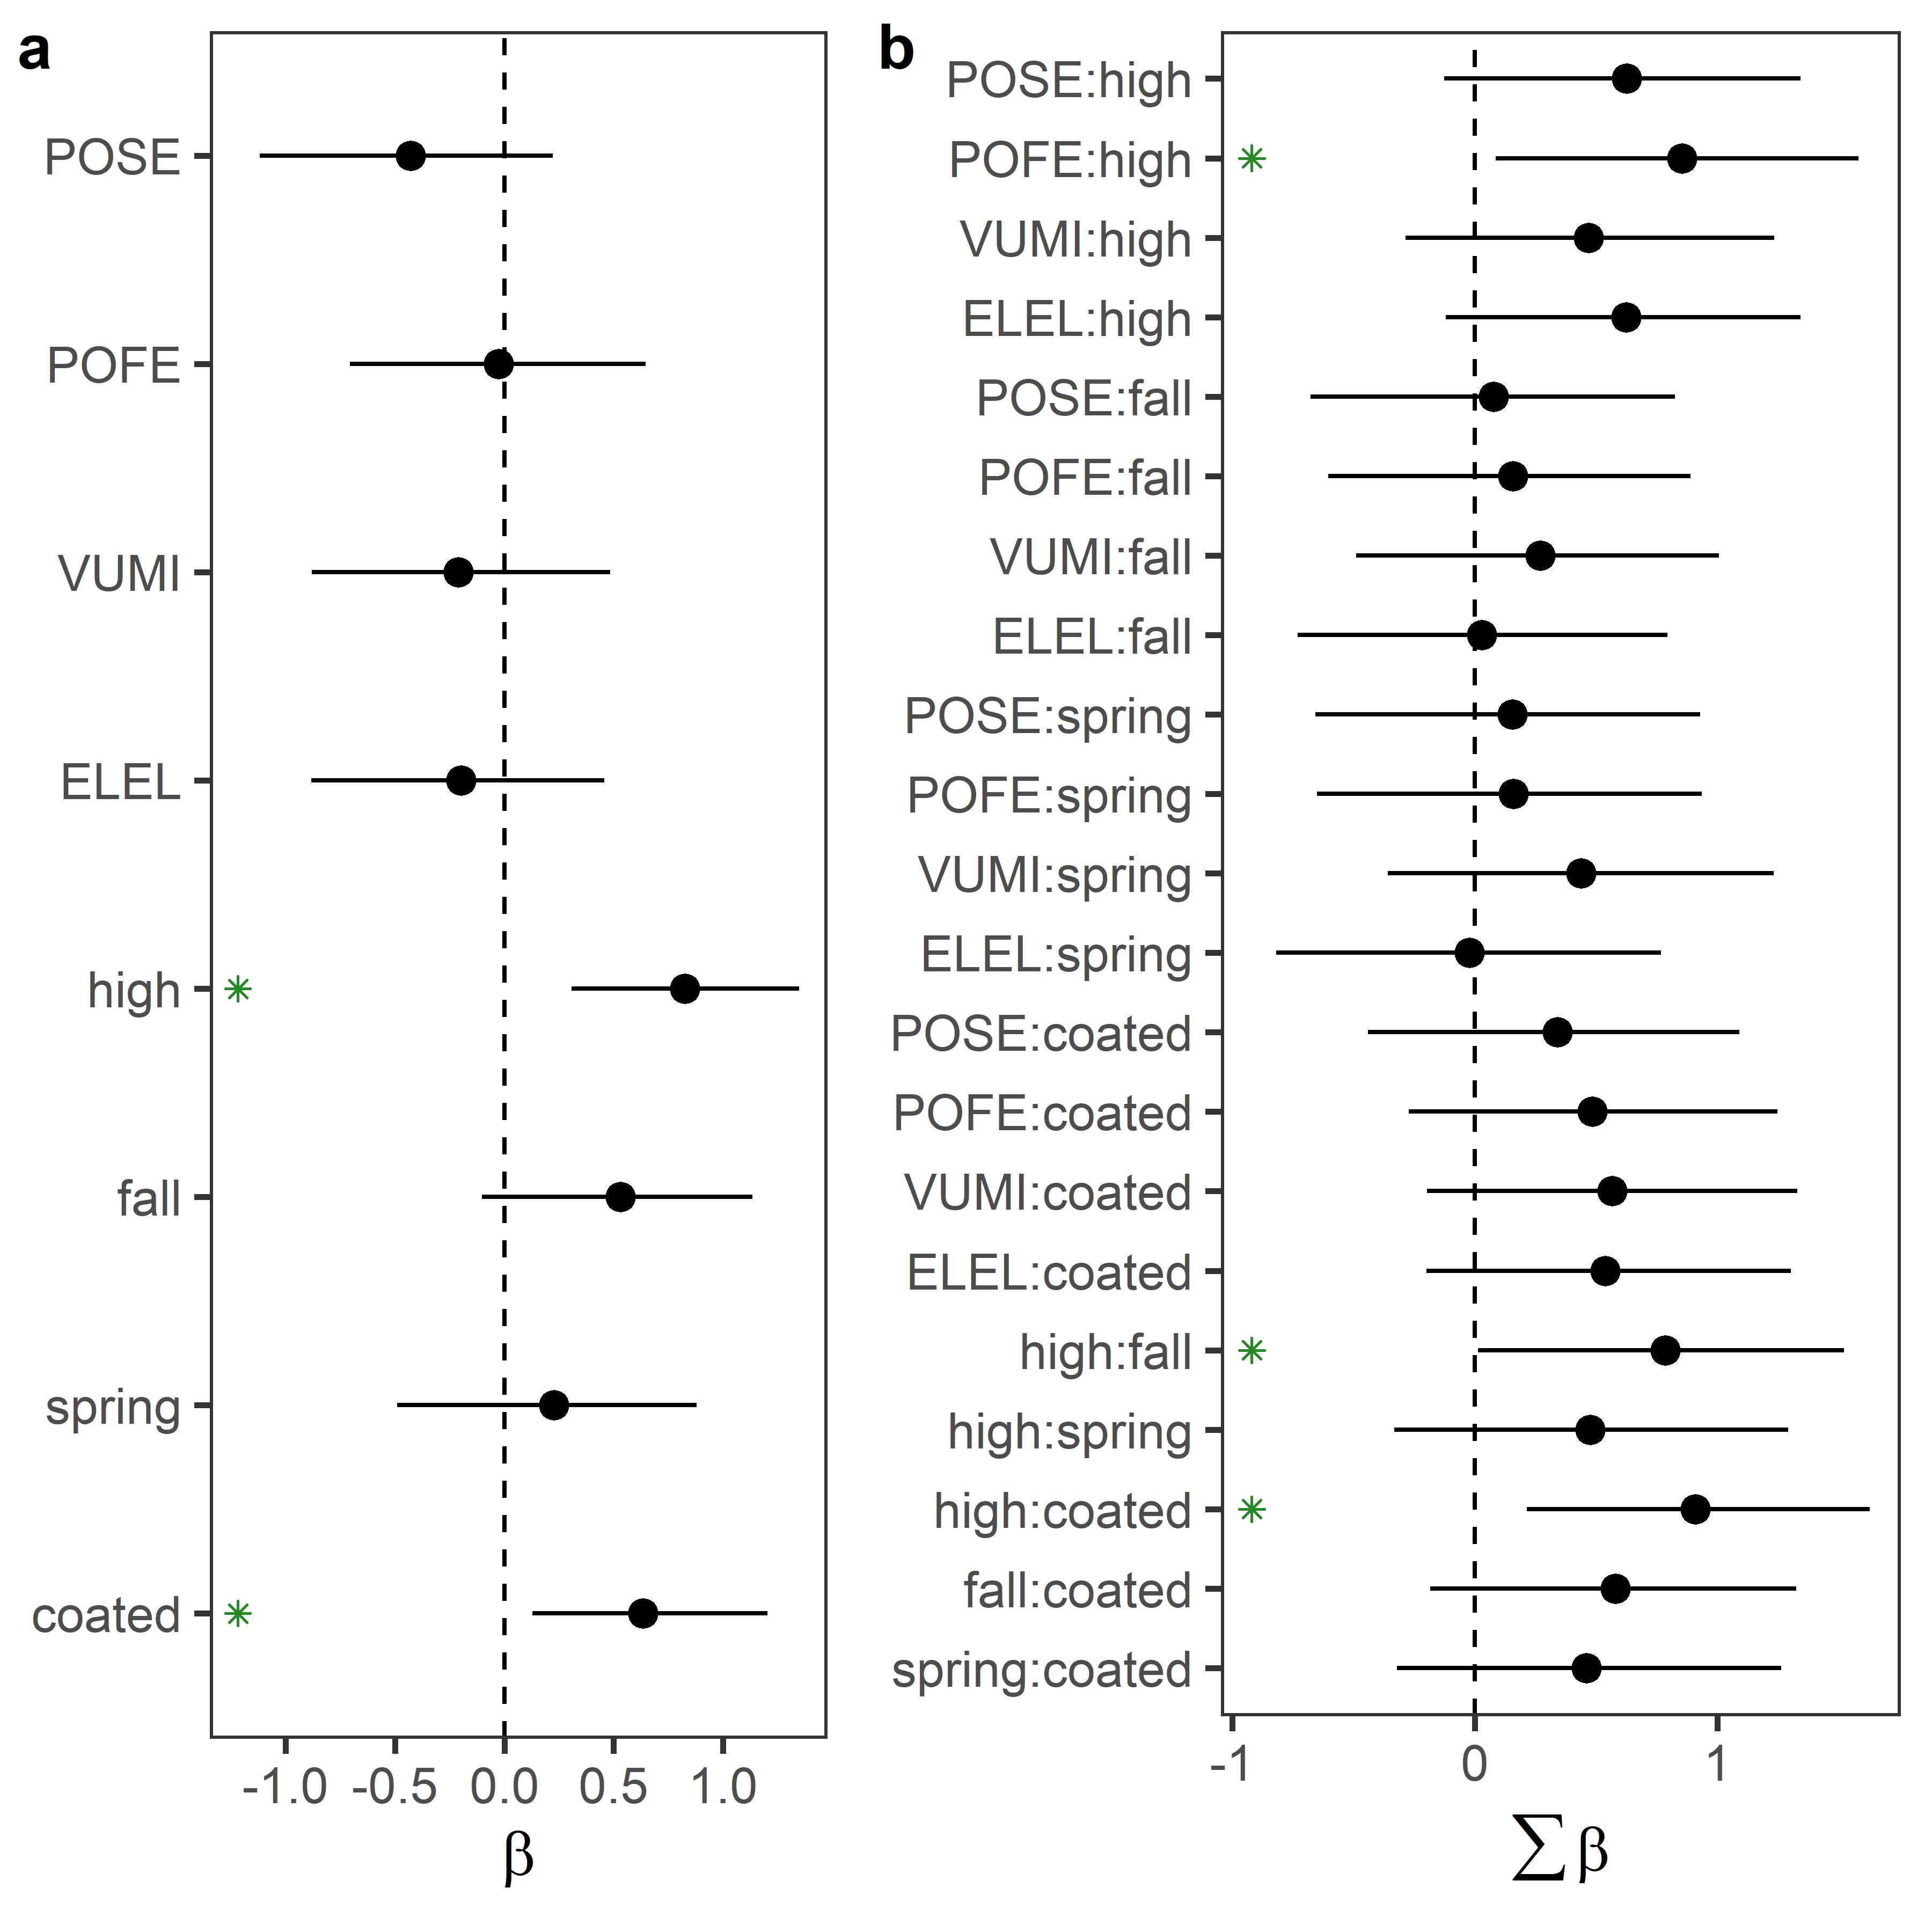 a
POSE
POFE
VUMI
ELEL
high
fall
spring
coated
-1.0 -0.5 0.0 0.5 1.0
β
b
POSE:high
POFE:high
VUMI:high
ELEL:high
POSE:fall
POFE:fall
VUMI:fall
ELEL:fall
POSE:spring
POFE:spring
VUMI:spring
ELEL:spring
POSE:coated
POFE:coated
VUMI:coated
ELEL:coated
high:fall
high:spring
high:coated
fall:coated
spring:coated
-1 0 1
∑β